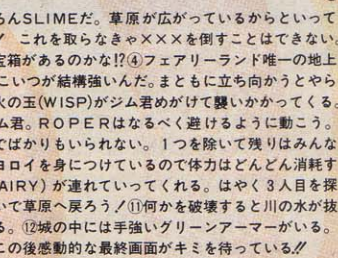 ろんSLIMEだ。草原が広がっているからといって
! これを取らなきゃ×××を倒すことはできない。
宝箱があるのかな!?④フェアリーランド唯一の地上
こいつが結構強いんだ。まともに立ち向かうとやら
火の玉(WISP)がジム君めがけて襲いかかってくる。
ム君。ROPERはなるべく避けるように動こう。
でばかりもいられない。1つを除いて残りはみんな
ヨロイを身につけているので体力はどんどん消耗す
AIRY)が連れていってくれる。はやく3人目を探
いで草原へ戻ろう!⑪何かを破壊すると川の水が抜
る。⑫城の中には手強いグリーンアーマーがいる。
この後感動的な最終画面がキミを待っている!!